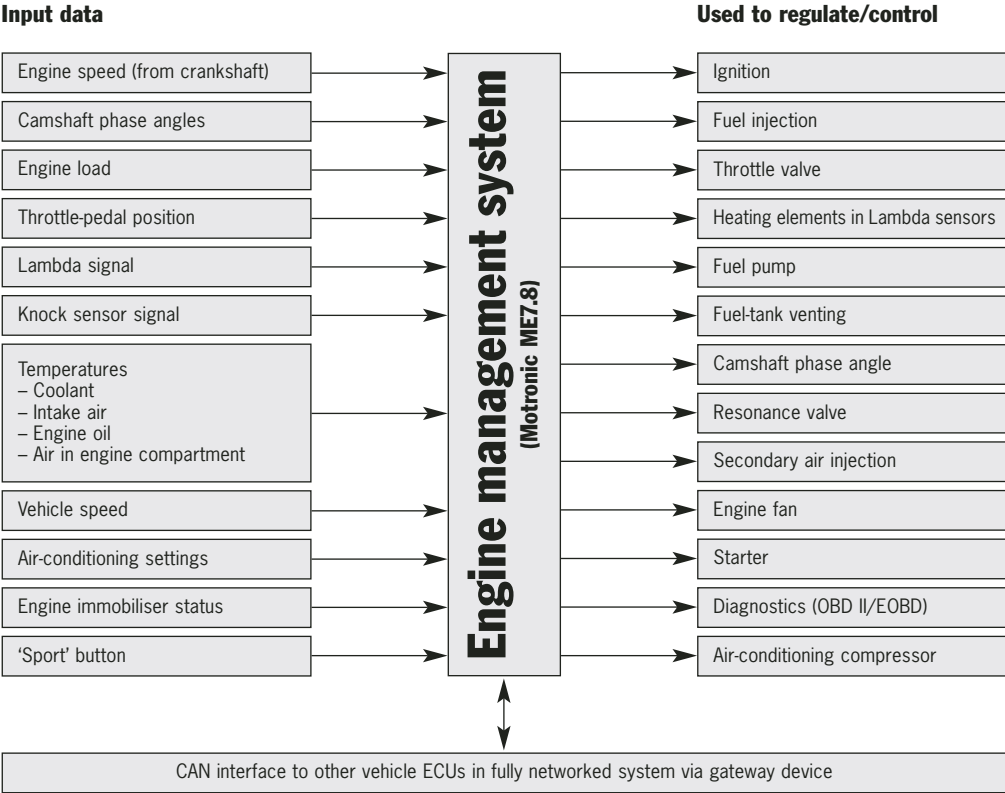 Input data
Used to regulate/control
Engine speed (from crankshaft)
Camshaft phase angles
Engine load
Throttle-pedal position
Lambda signal
Knock sensor signal
Temperatures
– Coolant
– Intake air
– Engine oil
– Air in engine compartment
Vehicle speed
Air-conditioning settings
Engine immobiliser status
‘Sport’ button
Engine management system
(Motronic ME7.8)
Ignition
Fuel injection
Throttle valve
Heating elements in Lambda sensors
Fuel pump
Fuel-tank venting
Camshaft phase angle
Resonance valve
Secondary air injection
Engine fan
Starter
Diagnostics (OBD II/EOBD)
Air-conditioning compressor
CAN interface to other vehicle ECUs in fully networked system via gateway device